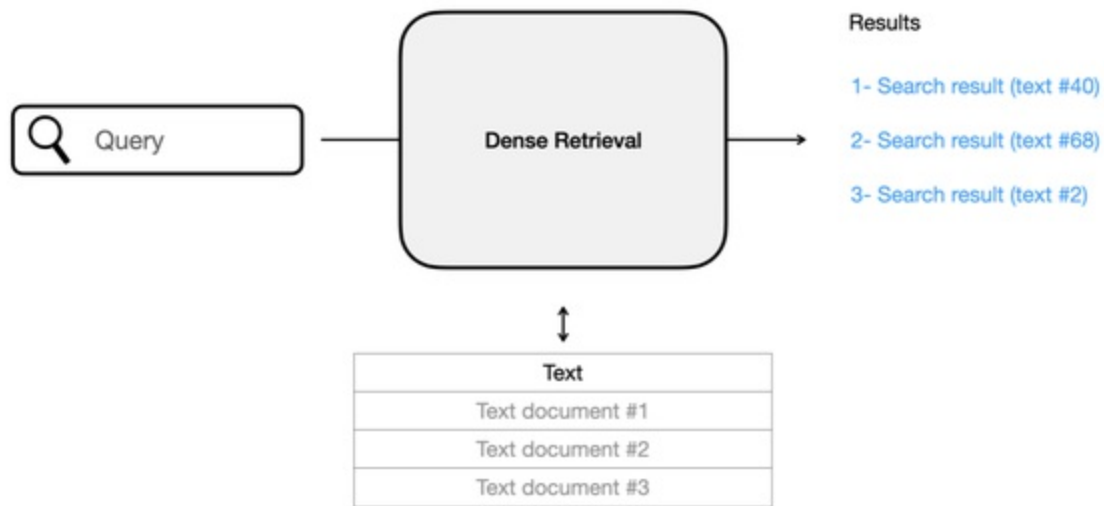 Query
Dense Retrieval
Results
1- Search result (text #40)
2- Search result (text #68)
3- Search result (text #2)
Text
Text document #1
Text document #2
Text document #3